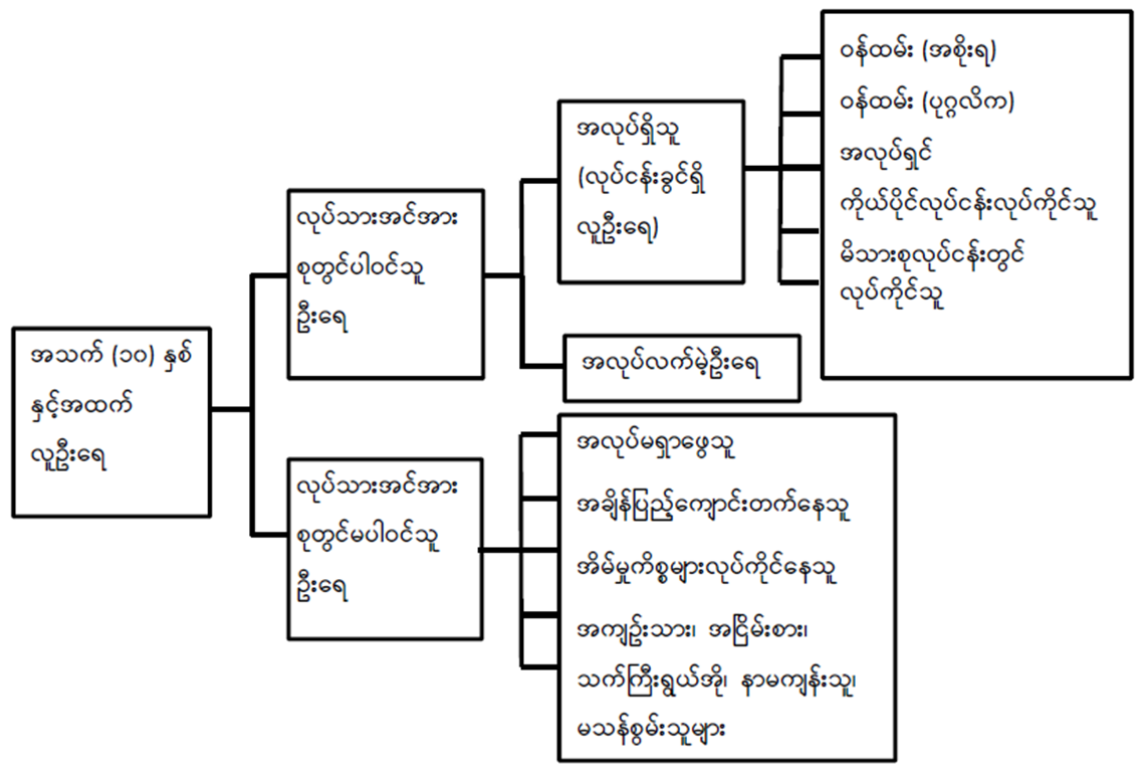 အသက် (၁၀) နှစ်
နှင့်အထက်
လူဦးရေ
လုပ်သားအင်အား
စုတွင်ပါဝင်သူ
ဦးရေ
အလုပ်ရှိသူ
(လုပ်ငန်းခွင်ရှိ
လူဦးရေ)
ဝန်ထမ်း (အစိုးရ)
ဝန်ထမ်း (ပုဂ္ဂလိက)
အလုပ်ရှင်
ကိုယ်ပိုင်လုပ်ငန်းလုပ်ကိုင်သူ
မိသားစုလုပ်ငန်းတွင်
လုပ်ကိုင်သူ
အလုပ်လက်မဲ့ဦးရေ
လုပ်သားအင်အား
စုတွင်မပါဝင်သူ
ဦးရေ
အလုပ်မရှာဖွေသူ
အချိန်ပြည့်ကျောင်းတက်နေသူ
အိမ်မှုကိစ္စများလုပ်ကိုင်နေသူ
အကျဉ်းသား၊ အငြိမ်းစား၊
သက်ကြီးရွယ်အို၊ နာမကျန်းသူ၊
မသန်စွမ်းသူများ